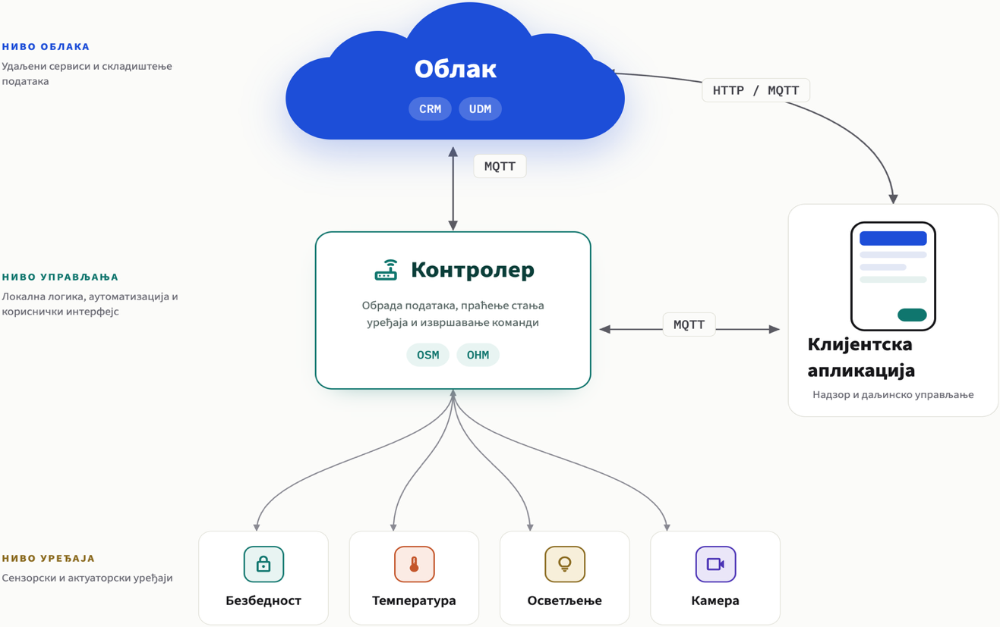 НИВО ОБЛАКА
Удаљени сервиси и складиштење
података
Облак
CRM UDM
HTTP / MQTT
MQTT
НИВО УПРАВЉАЊА
Локална логика, аутоматизација и
кориснички интерфејс
Контролер
Обрада података, праћење стања
уређаја и извршавање команди
OSM OHM
MQTT
Клијентска
апликација
Надзор и даљинско управљање
НИВО УРЕЂАЈА
Сензорски и актуаторски уређаји
Безбедност
Температура
Осветљење
Камера